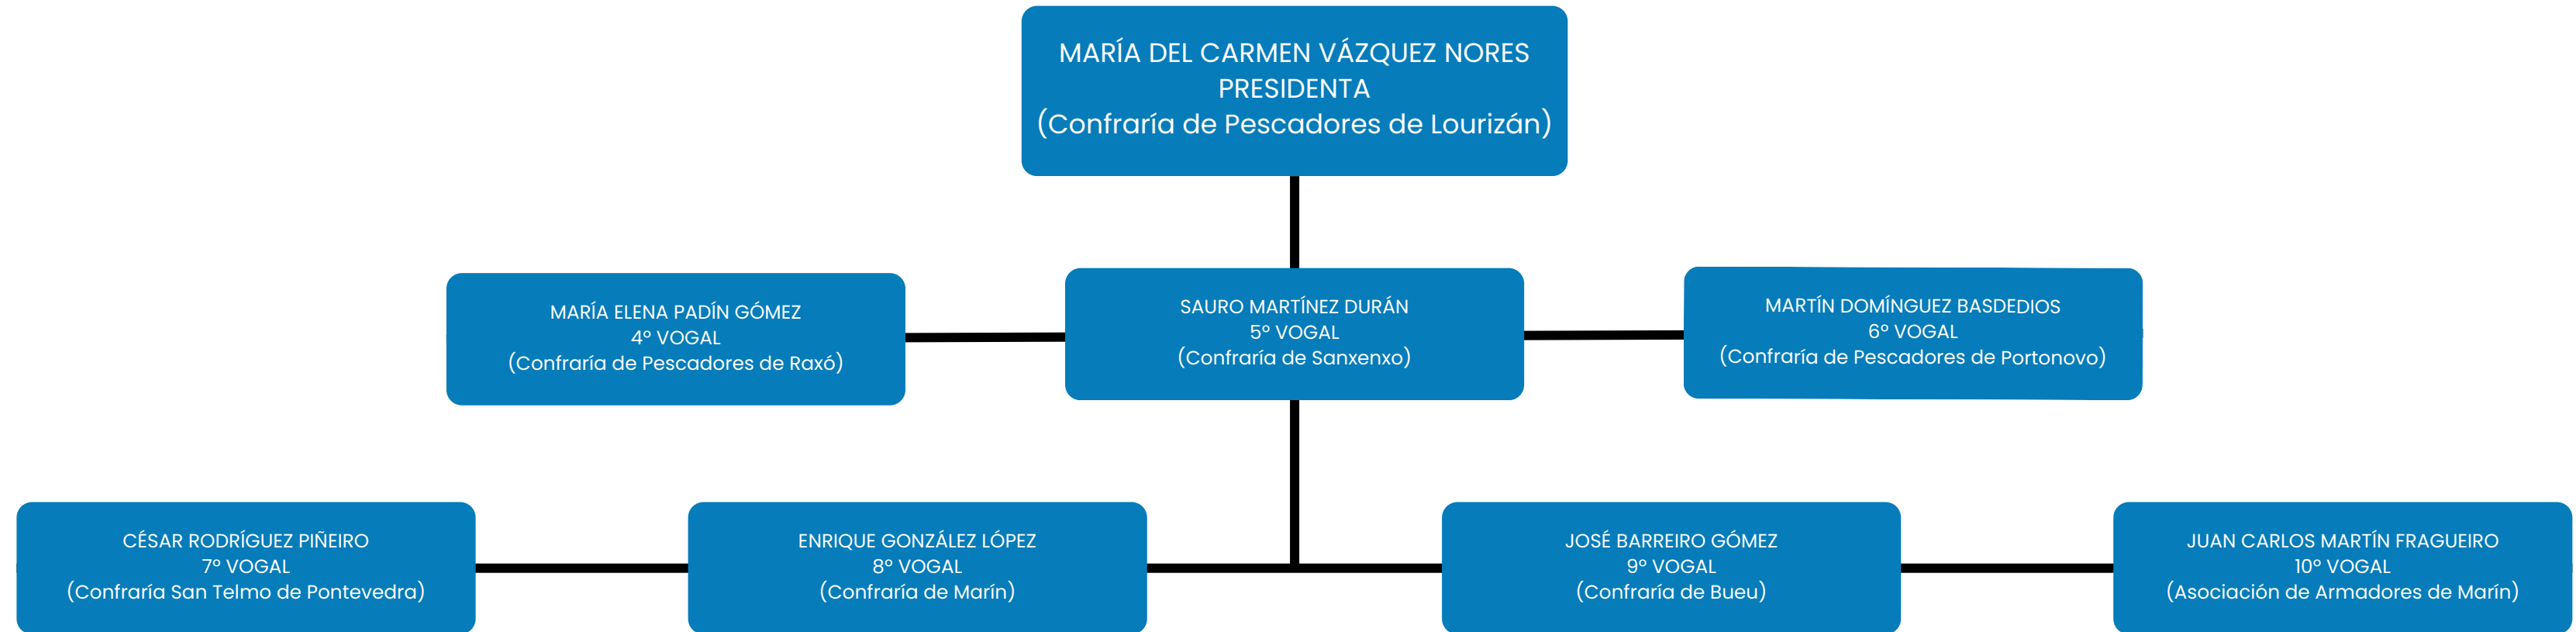 MARÍA DEL CARMEN VÁZQUEZ NORES
PRESIDENTA
(Confraría de Pescadores de Lourizán)
MARÍA ELENA PADÍN GÓMEZ
4º VOGAL
(Confraría de Pescadores de Raxó)
SAURO MARTÍNEZ DURÁN
5º VOGAL
(Confraría de Sanxenxo)
MARTÍN DOMÍNGUEZ BASDEDIOS
6º VOGAL
(Confraría de Pescadores de Portonovo)
CÉSAR RODRÍGUEZ PIÑEIRO
7º VOGAL
(Confraría San Telmo de Pontevedra)
ENRIQUE GONZÁLEZ LÓPEZ
8º VOGAL
(Confraría de Marín)
JOSÉ BARREIRO GÓMEZ
9º VOGAL
(Confraría de Bueu)
JUAN CARLOS MARTÍN FRAGUEIRO
10º VOGAL
(Asociación de Armadores de Marín)